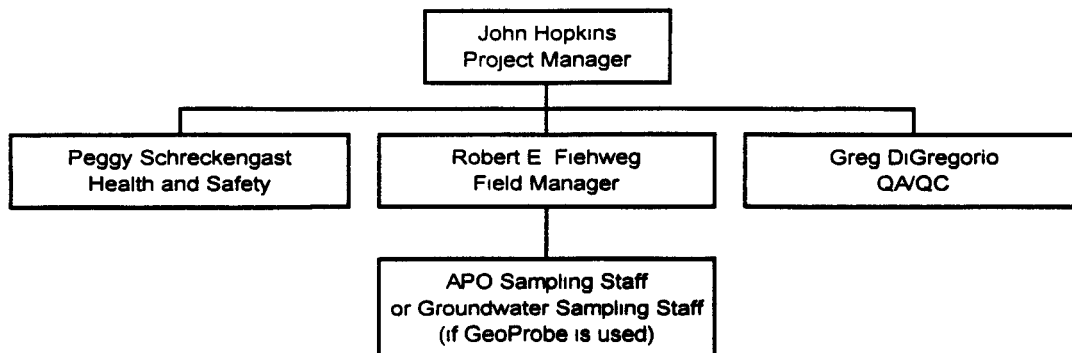 John Hopkins
Project Manager
Peggy Schreckengast
Health and Safety
Robert E Fiehweg
Field Manager
Greg DiGregorio
QA/QC
APO Sampling Staff
or Groundwater Sampling Staff
(if GeoProbe is used)